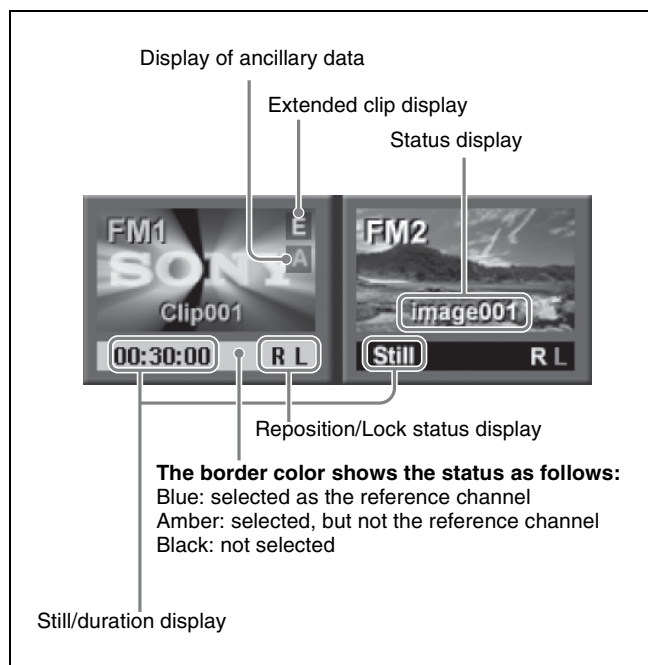 Display of ancillary data
Extended clip display
Status display
FM1
E
FM2
SONY
A
Clip001
image001
00:30:00
R L
Still
R L
Reposition/Lock status display
The border color shows the status as follows:
Blue: selected as the reference channel
Amber: selected, but not the reference channel
Black: not selected
Still/duration display